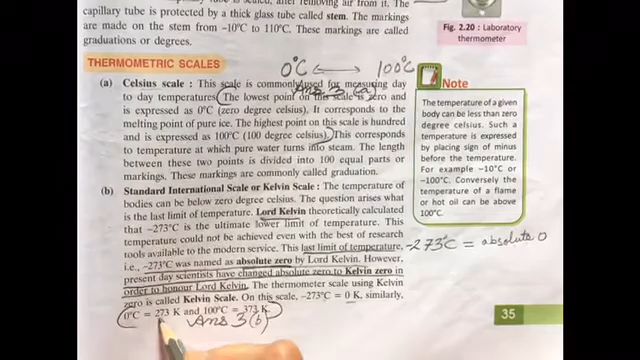 capillary tube is sealed, after removing air from it. The
capillary tube is protected by a thick glass tube called stem. The markings
are made on the stem from –10°C to 110°C. These markings are called
graduations or degrees.
Fig. 2.20 : Laboratory
thermometer
THERMOMETRIC SCALES
0°C ⟷ 100°C
(a) Celsius scale : This scale is commonly used for measuring day
to day temperatures. The lowest point on this scale is zero and
Ans 3 (a)
is expressed as 0°C (zero degree celsius). It corresponds to the
melting point of pure ice. The highest point on this scale is hundred
and is expressed as 100°C (100 degree celsius). This corresponds
to temperature at which pure water turns into steam. The length
between these two points is divided into 100 equal parts or
markings. These markings are commonly called graduation.
Note
The temperature of a given
body can be less than zero
degree celsius. Such a
temperature is expressed
by placing sign of minus
before the temperature.
For example –10°C or
–100°C. Conversely the
temperature of a flame
or hot oil can be above
100°C.
(b) Standard International Scale or Kelvin Scale : The temperature of
bodies can be below zero degree celsius. The question arises what
is the last limit of temperature. Lord Kelvin theoretically calculated
that –273°C is the ultimate lower limit of temperature. This
temperature could not be achieved even with the best of research
tools available to the modern service. This last limit of temperature,
-273°C = absolute 0
i.e., –273°C was named as absolute zero by Lord Kelvin. However,
present day scientists have changed absolute zero to Kelvin zero in
order to honour Lord Kelvin. The thermometer scale using Kelvin
zero is called Kelvin Scale. On this scale, –273°C = 0 K, similarly,
0°C = 273 K and 100°C = 373 K.
Ans 3 (b)
35